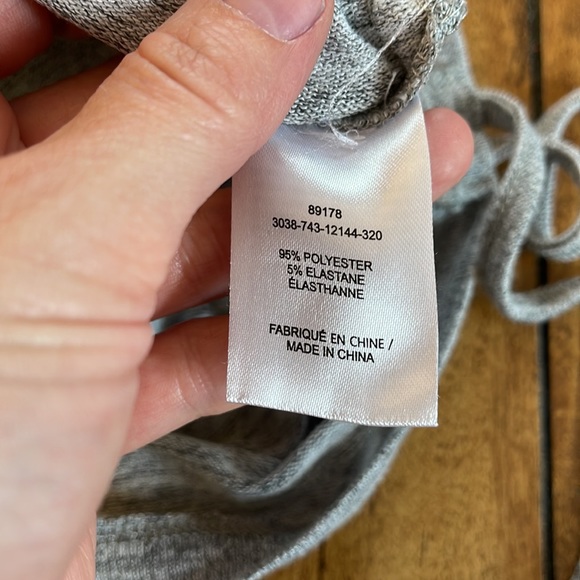 89178
3038-743-12144-320
95% POLYESTER
5% ELASTANE
ÉLASTHANNE
FABRIQUÉ EN CHINE /
MADE IN CHINA